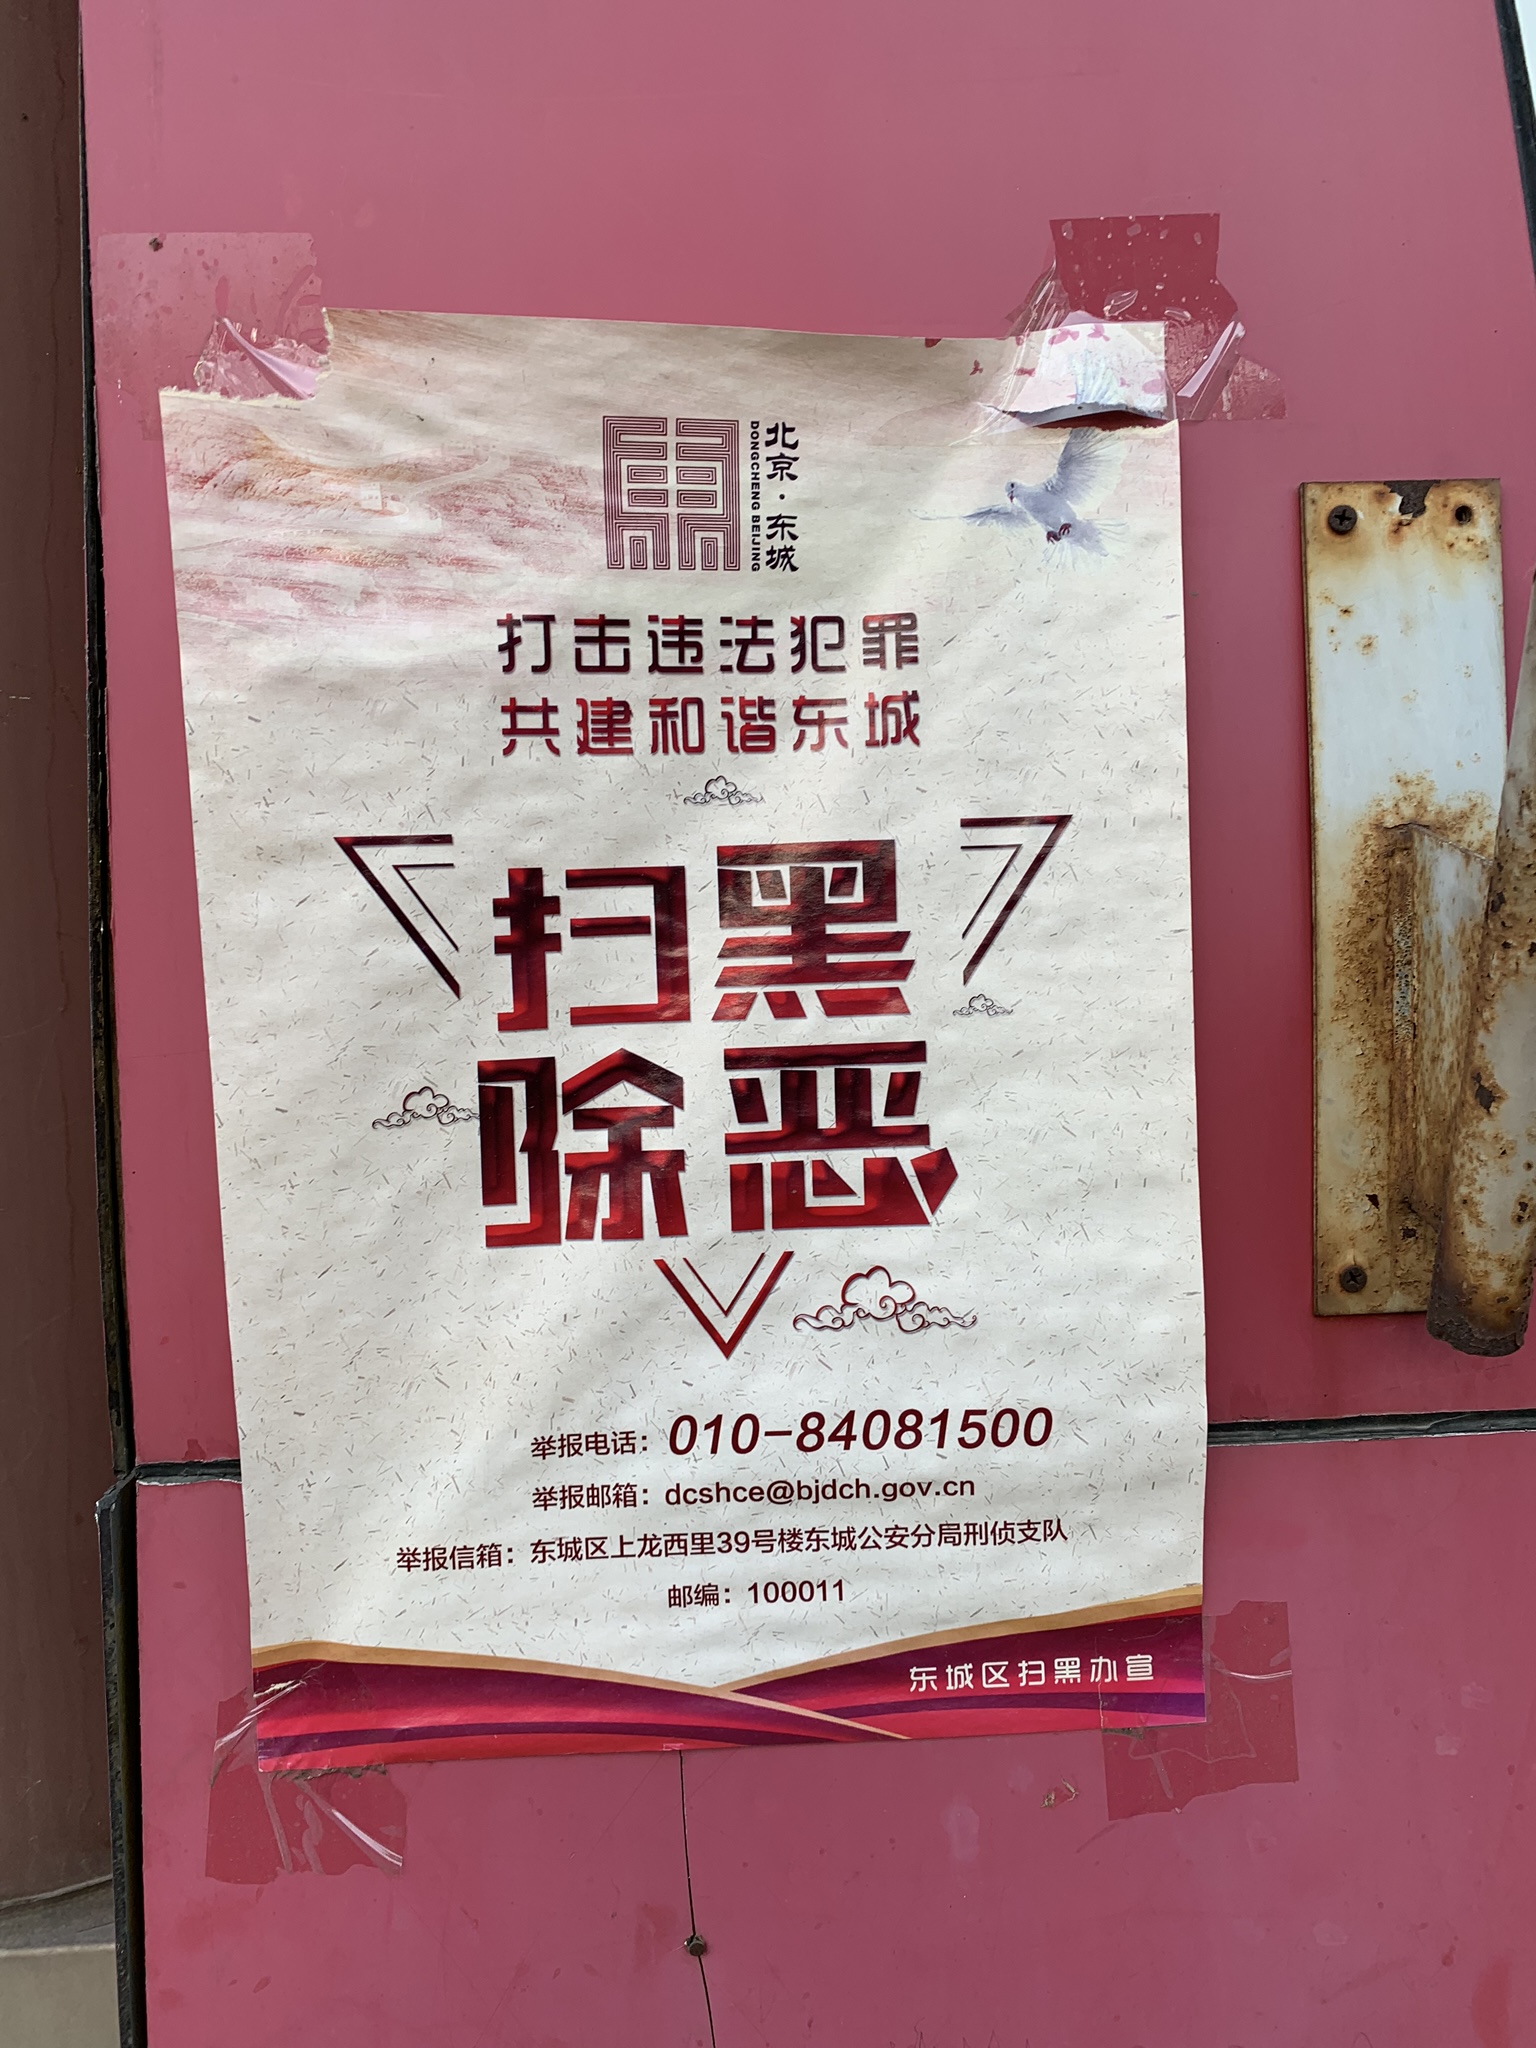 北京·东城
DONGCHENG BEIJING
打击违法犯罪
共建和谐东城
扫黑
除恶
举报电话：010-84081500
举报邮箱：dcshce@bjdch.gov.cn
举报信箱：东城区上龙西里39号楼东城公安分局刑侦支队
邮编：100011
东城区扫黑办宣